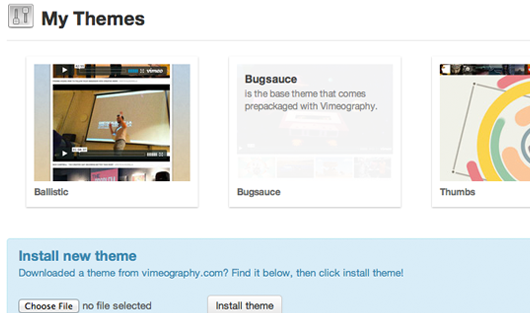 My Themes
vimeo
Bugsauce
is the base theme that comes
prepackaged with Vimeography.
Ballistic
Bugsauce
Thumbs
Install new theme
Downloaded a theme from vimeography.com? Find it below, then click install theme!
Choose File no file selected
Install theme